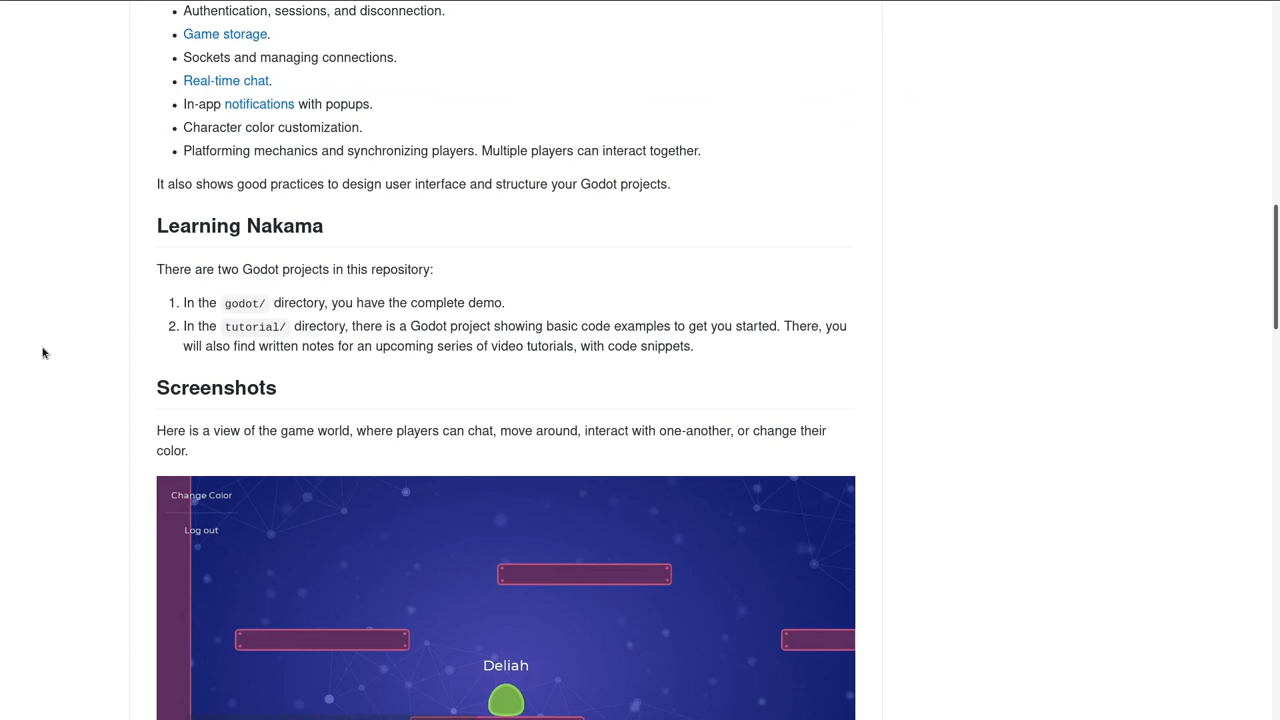 Authentication, sessions, and disconnection.
Game storage.
Sockets and managing connections.
Real-time chat.
In-app notifications with popups.
Character color customization.
Platforming mechanics and synchronizing players. Multiple players can interact together.
It also shows good practices to design user interface and structure your Godot projects.
Learning Nakama
There are two Godot projects in this repository:
1. In the godot/ directory, you have the complete demo.
2. In the tutorial/ directory, there is a Godot project showing basic code examples to get you started. There, you
will also find written notes for an upcoming series of video tutorials, with code snippets.
Screenshots
Here is a view of the game world, where players can chat, move around, interact with one-another, or change their
color.
Change Color
Log out
Deliah